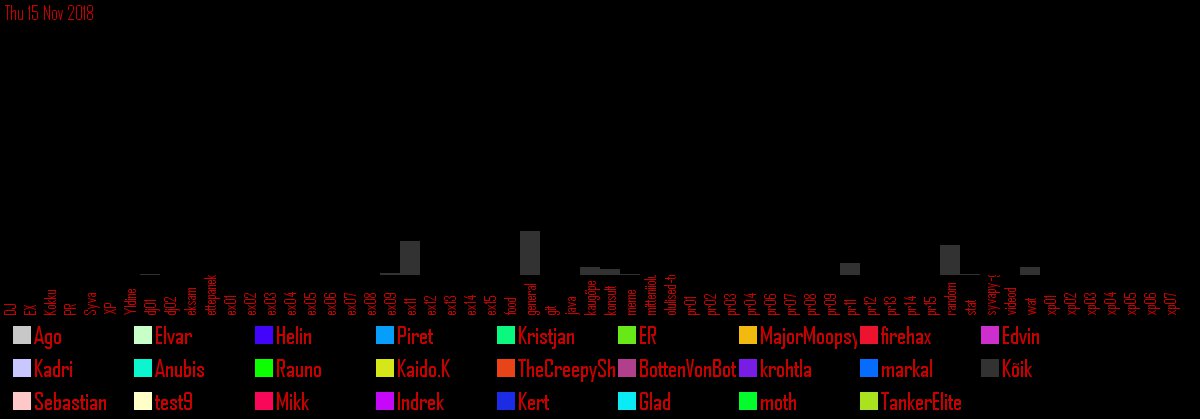 Thu 15 Nov 2018
DJ EX Kokku PR Syva XP Yldine dj01 dj02 eksam ettepanek ex01 ex02 ex03 ex04 ex05 ex06 ex07 ex08 ex09 ex11 ex12 ex13 ex14 ex15 food general git java kaugõpe konsult meme olulised-t pr01 pr02 pr03 pr04 pr06 pr07 pr08 pr09 pr11 pr12 pr13 pr14 pr15 random stat syvapy-g videod wat xp01 xp02 xp03 xp04 xp05 xp06 xp07
Ago Elvar Helin Piret Kristjan ER MajorMoopsy firehax Edvin
Kadri Anubis Rauno Kaido.K TheCreepySh BottenVonBot krohtla markal Kõik
Sebastian test9 Mikk Indrek Kert Glad moth TankerElite